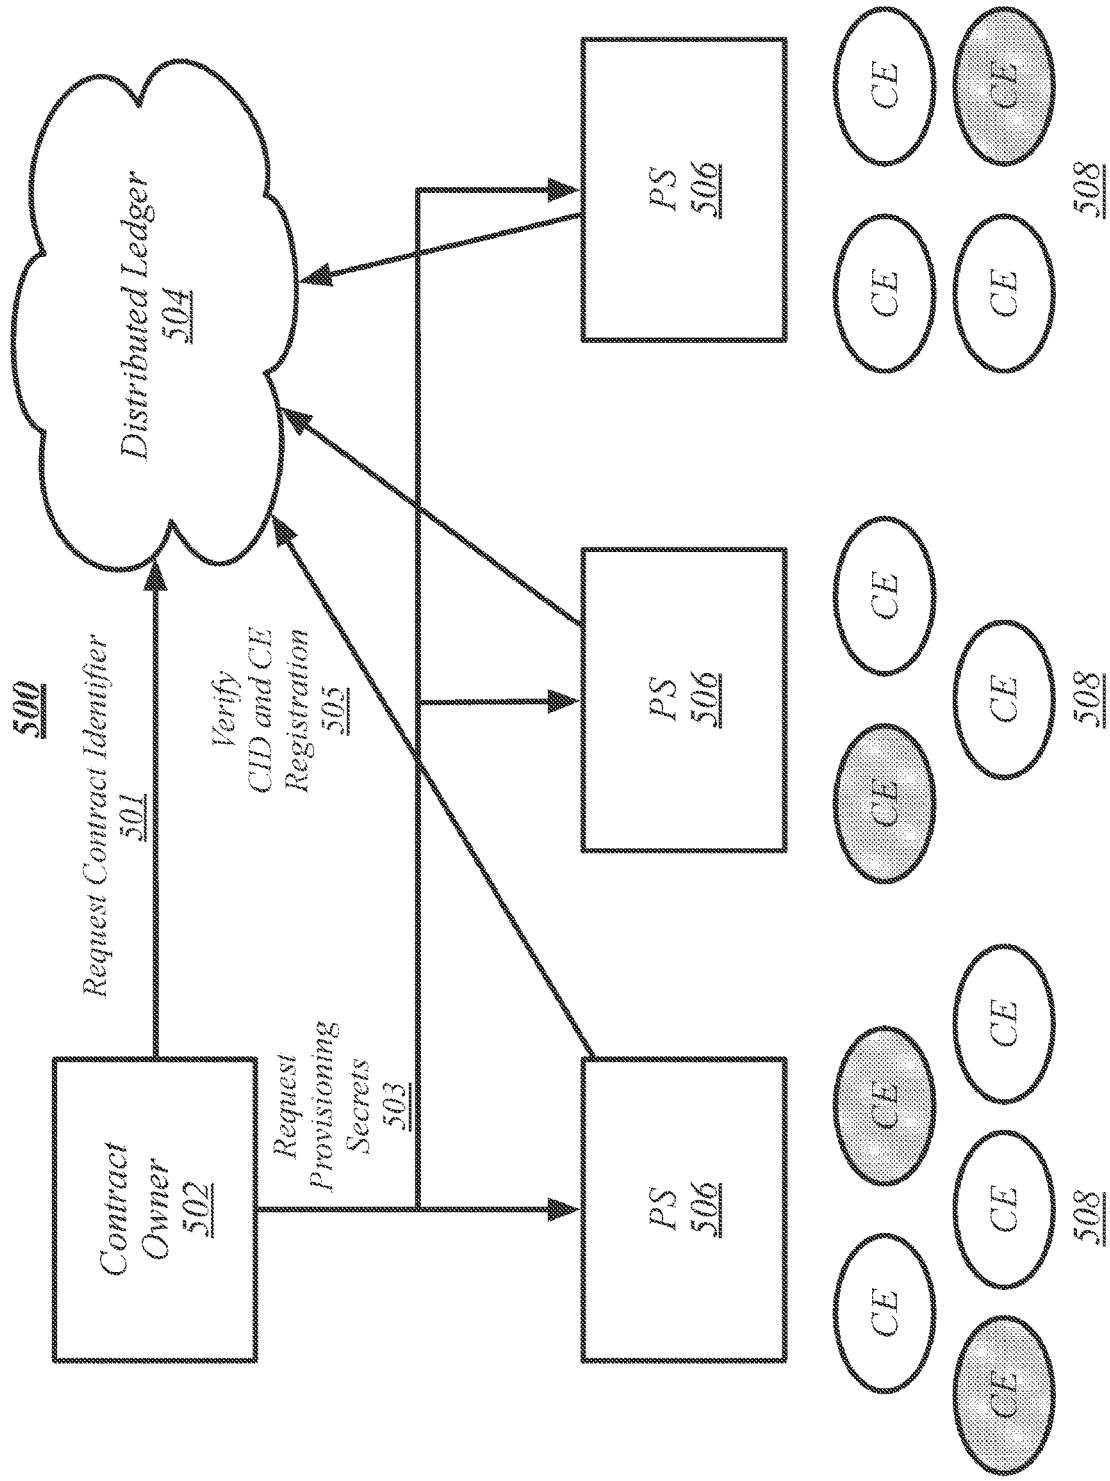 500
Contract
Owner
502
Request Contract Identifier
501
Distributed Ledger
504
Request
Provisioning
Secrets
503
Verify
CID and CE
Registration
505
PS
506
PS
506
PS
506
CE
CE
CE
CE
CE
508
CE
CE
CE
508
CE
CE
CE
CE
508